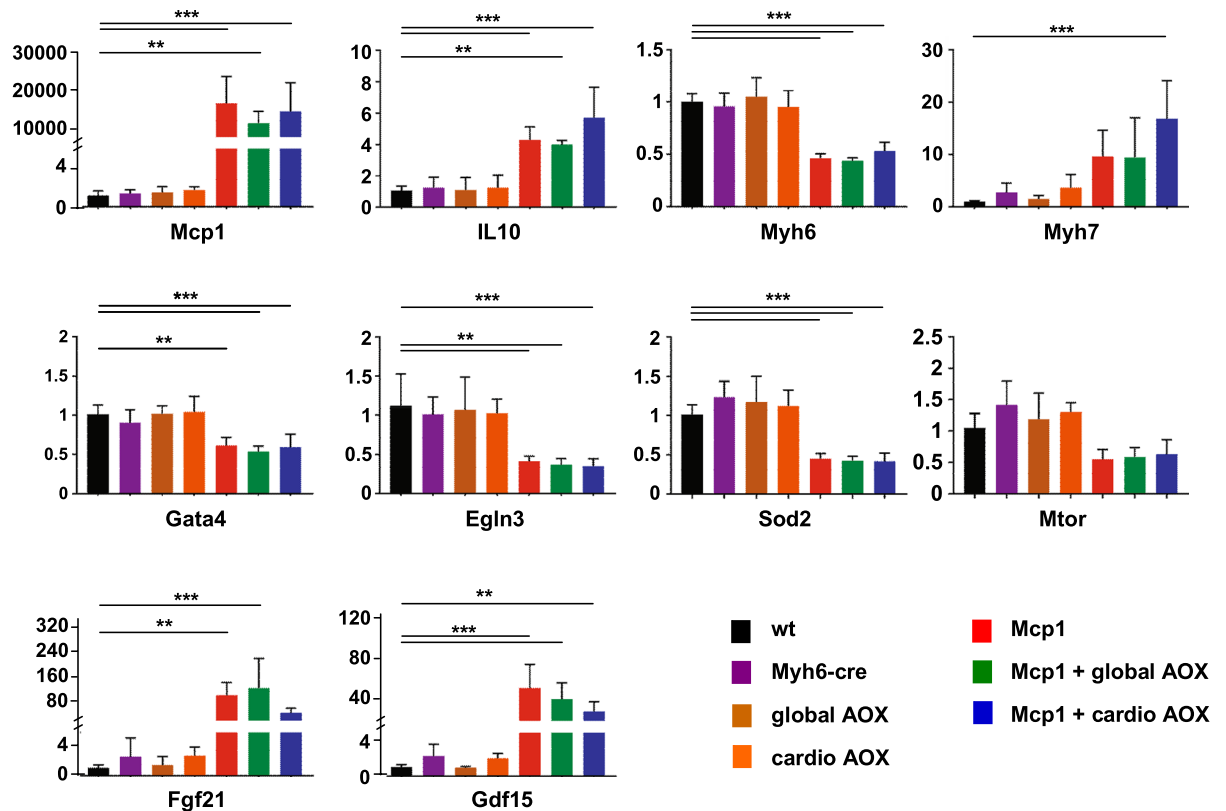 *** *** *** ***
** **
30000 10 1.5 30
20000 8
10000 6 1 20
4 4 0.5 10
2
0 0 0 0
Mcp1 IL10 Myh6 Myh7
*** *** ***
** **
2 2 2 2.5
1.5 1.5 1.5 2
1.5
1 1 1 1
0.5 0.5 0.5 0.5
0 0 0 0
Gata4 Egln3 Sod2 Mtor
*** **
** ***
320 120
240 80
160 40
80
4 4
0 0
Fgf21 Gdf15
wt Mcp1
Myh6-cre Mcp1 + global AOX
global AOX Mcp1 + cardio AOX
cardio AOX